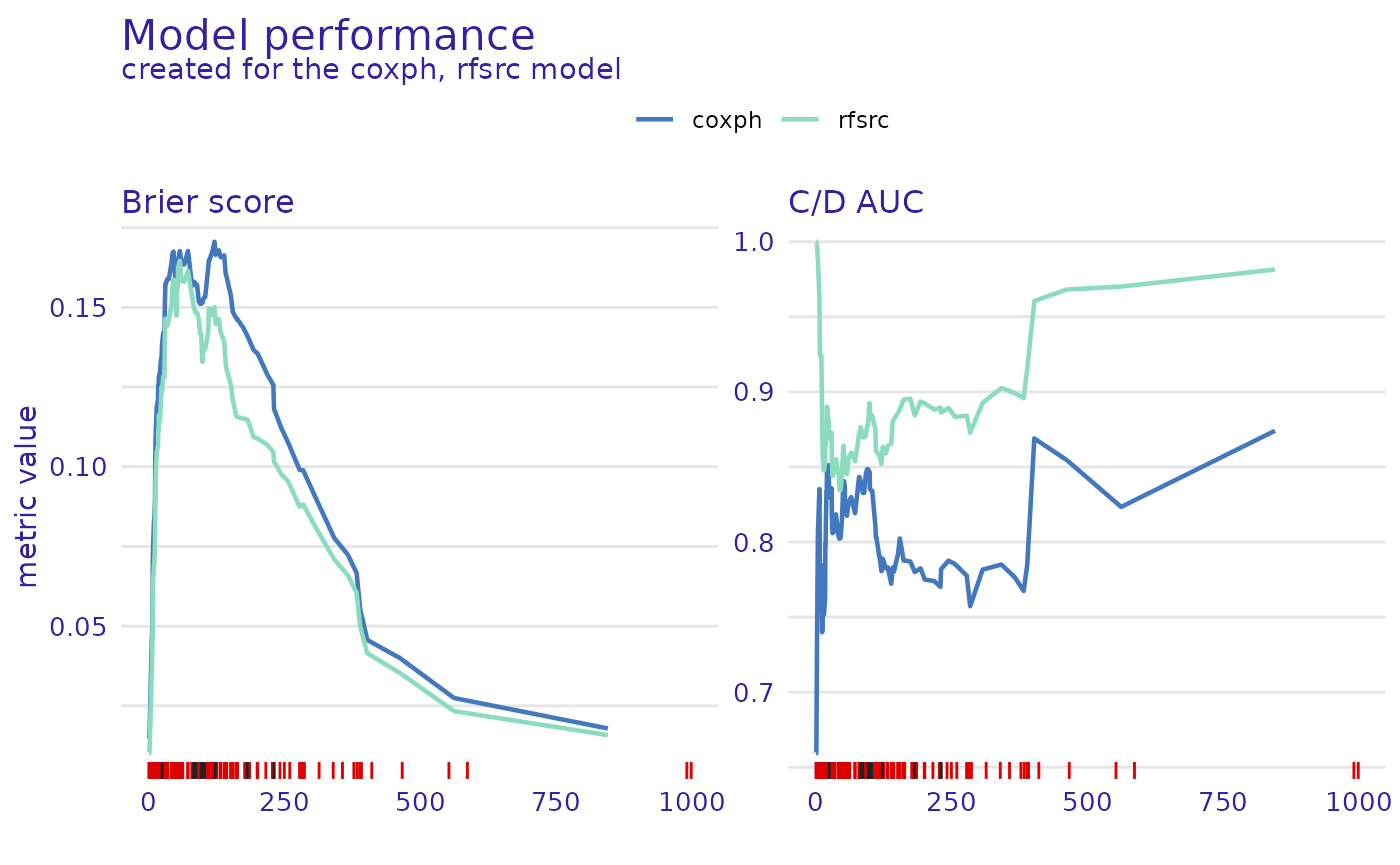 Model performance
created for the coxph, rfsrc model
coxph rfsrc
Brier score
C/D AUC
metric value
0.15
0.10
0.05
0 250 500 750 1000
1.0
0.9
0.8
0.7
0 250 500 750 1000